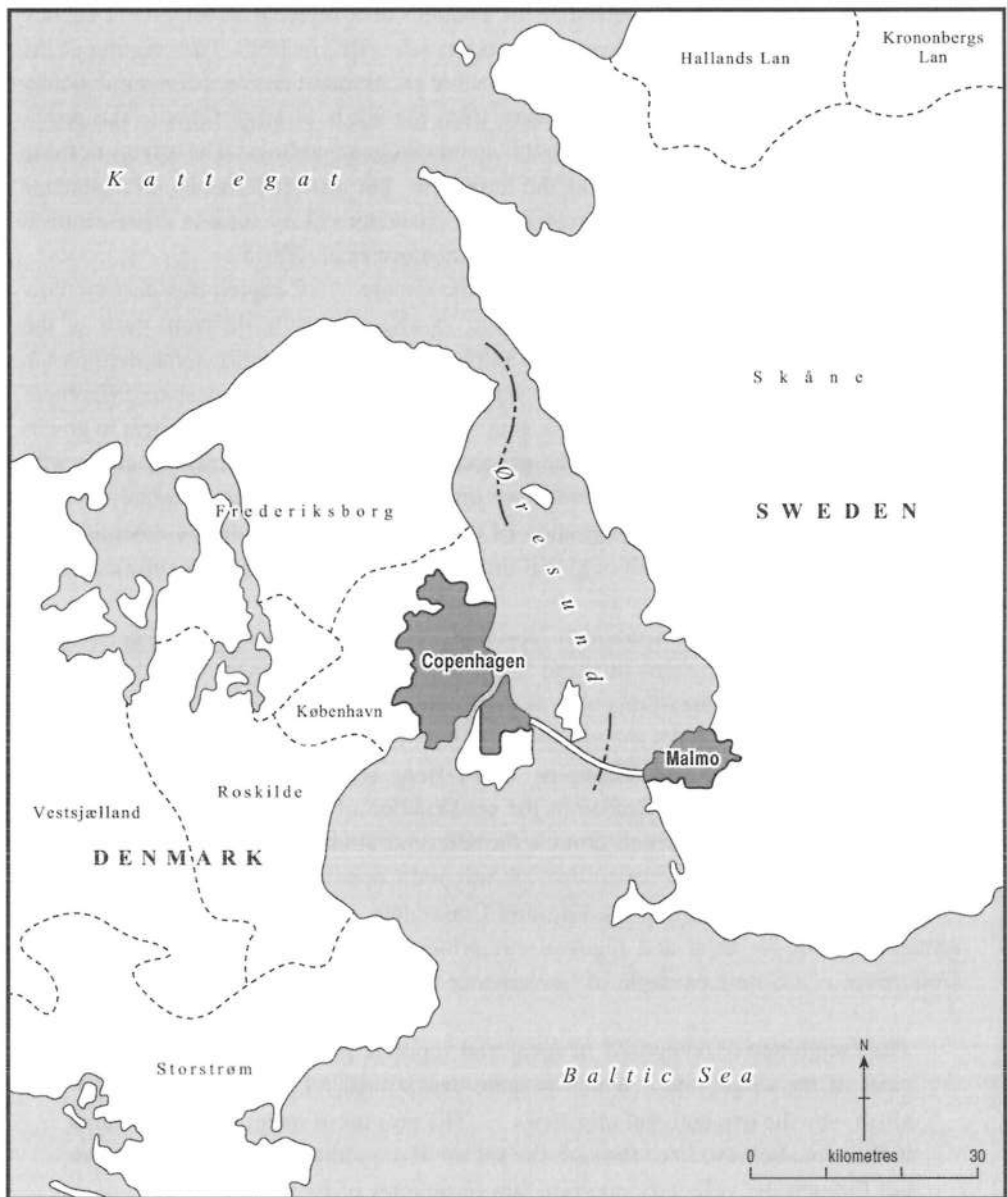 Hallands Lan
Krononbergs
Lan
Kattegat
Skåne
Øresund
SWEDEN
Frederiksborg
Copenhagen
København
Malmo
Roskilde
Vestsjælland
DENMARK
Storstrøm
Baltic Sea
N
0 kilometres 30